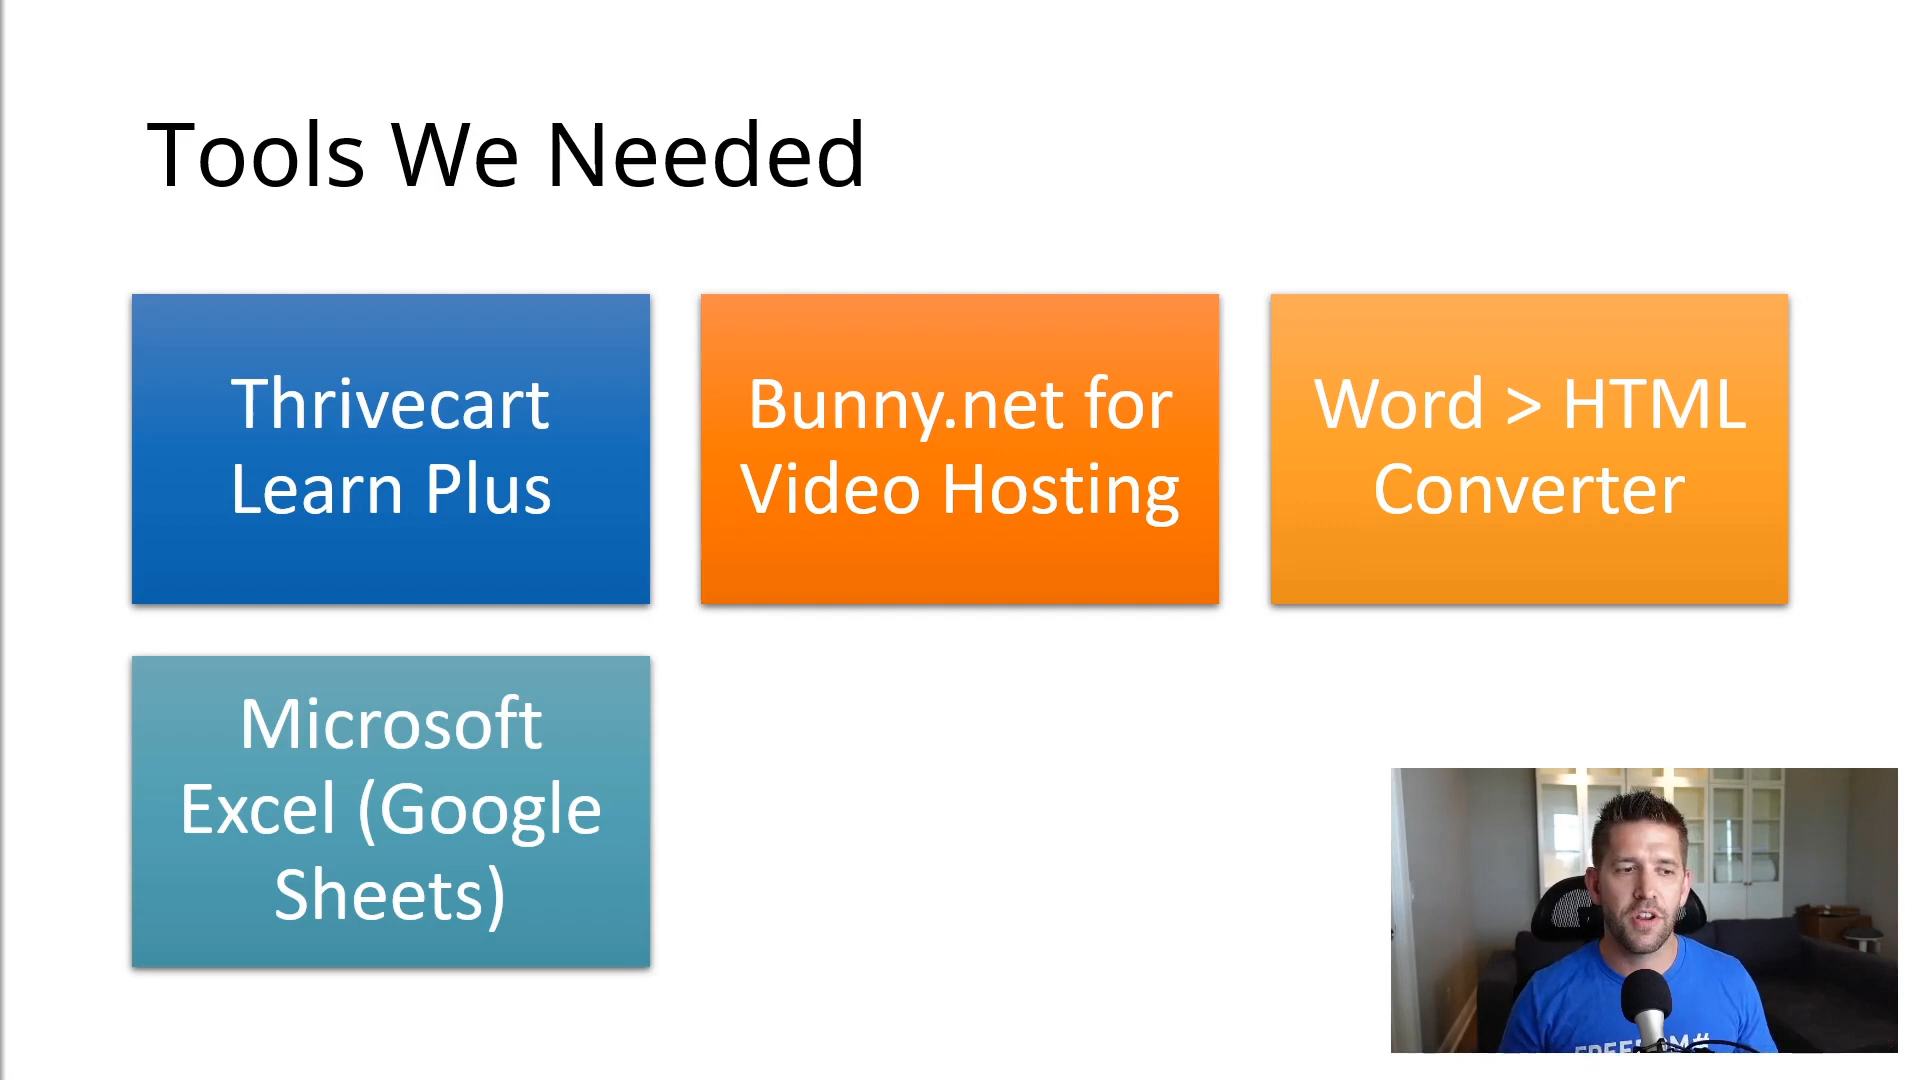 Tools We Needed
Thrivecart
Learn Plus
Bunny.net for
Video Hosting
Word > HTML
Converter
Microsoft
Excel (Google
Sheets)